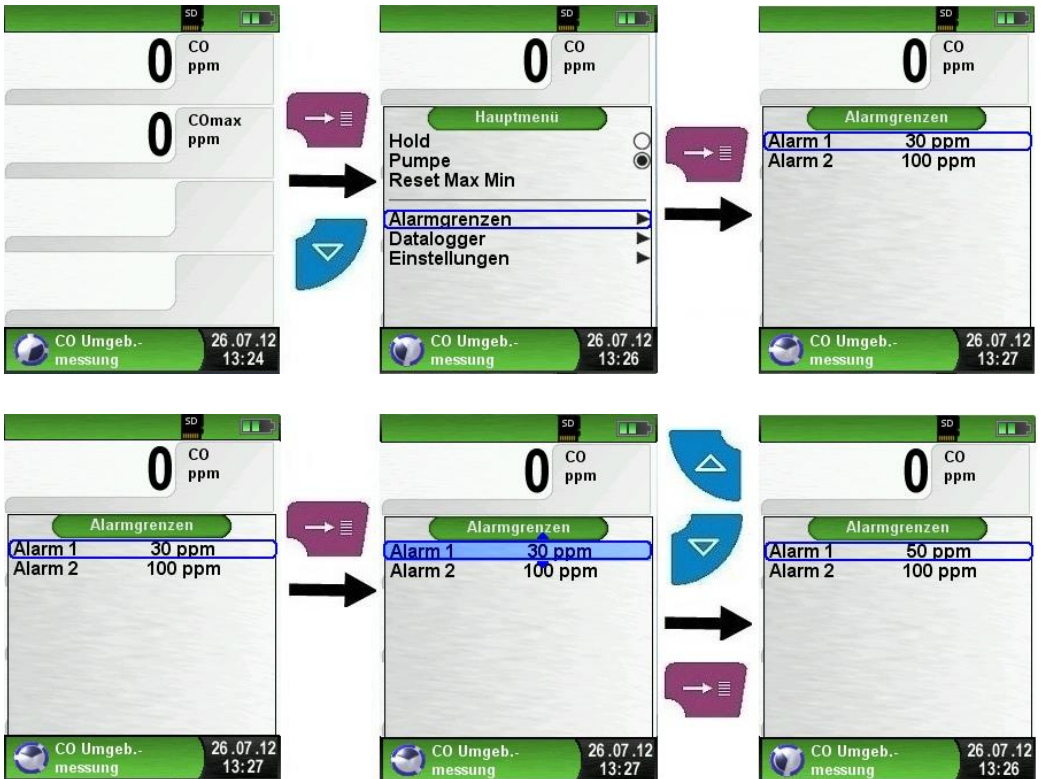 SD
0 CO
ppm
0 COmax
ppm
CO Umgeb.-
messung
26.07.12
13:24
SD
0 CO
ppm
Hauptmenü
Hold
Pumpe
Reset Max Min
Alarmgrenzen
Datalogger
Einstellungen
CO Umgeb.-
messung
26.07.12
13:26
SD
0 CO
ppm
Alarmgrenzen
Alarm 1 30 ppm
Alarm 2 100 ppm
CO Umgeb.-
messung
26.07.12
13:27
SD
0 CO
ppm
Alarmgrenzen
Alarm 1 30 ppm
Alarm 2 100 ppm
CO Umgeb.-
messung
26.07.12
13:27
SD
0 CO
ppm
Alarmgrenzen
Alarm 1 30 ppm
Alarm 2 100 ppm
CO Umgeb.-
messung
26.07.12
13:27
SD
0 CO
ppm
Alarmgrenzen
Alarm 1 50 ppm
Alarm 2 100 ppm
CO Umgeb.-
messung
26.07.12
13:26